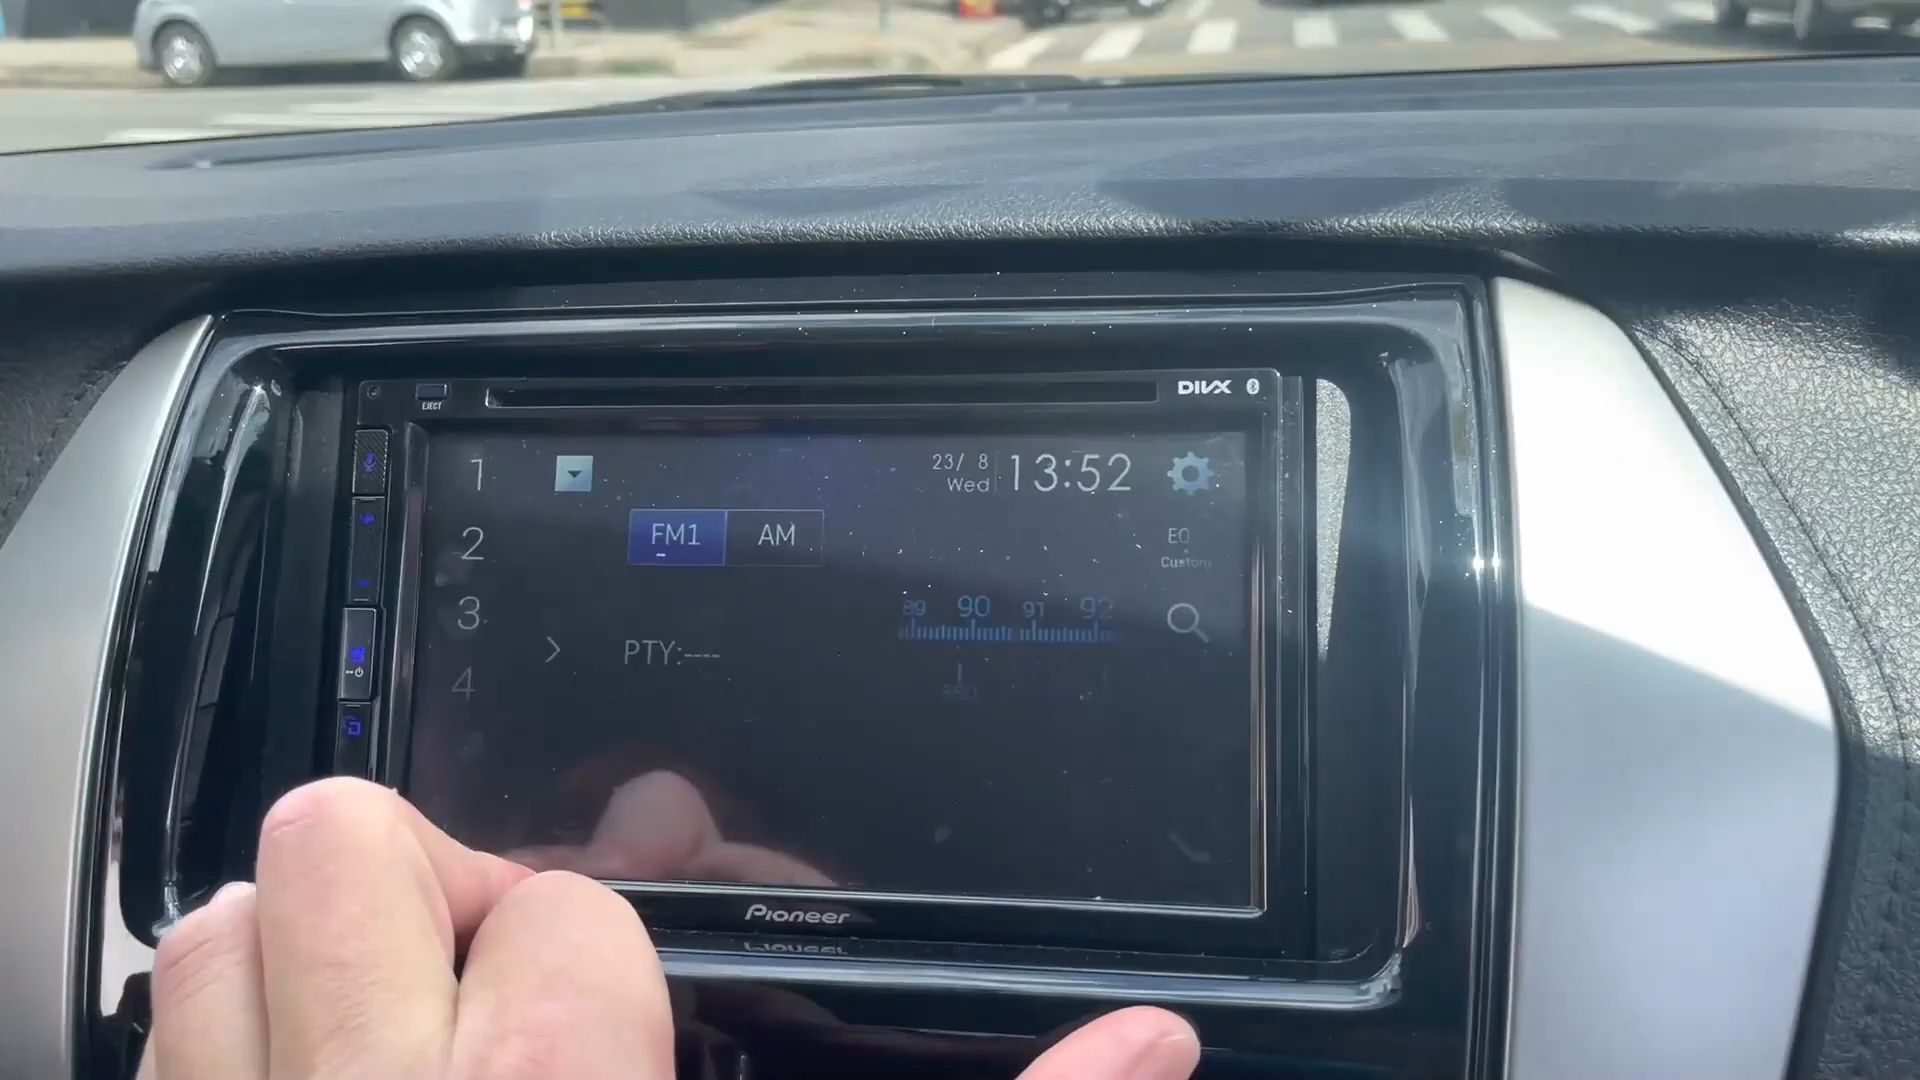 EJECT
DIVX
1
23/ 8
Wed
13:52
2
FM1
AM
EQ
Custom
3
89 90 91 92
PTY:----
4
Pioneer